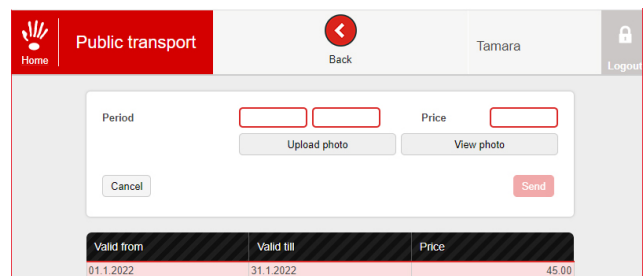 Home
Public transport
Back
Tamara
Logout
Period
Price
Upload photo
View photo
Cancel
Send
Valid from Valid till Price
01.1.2022 31.1.2022 45.00